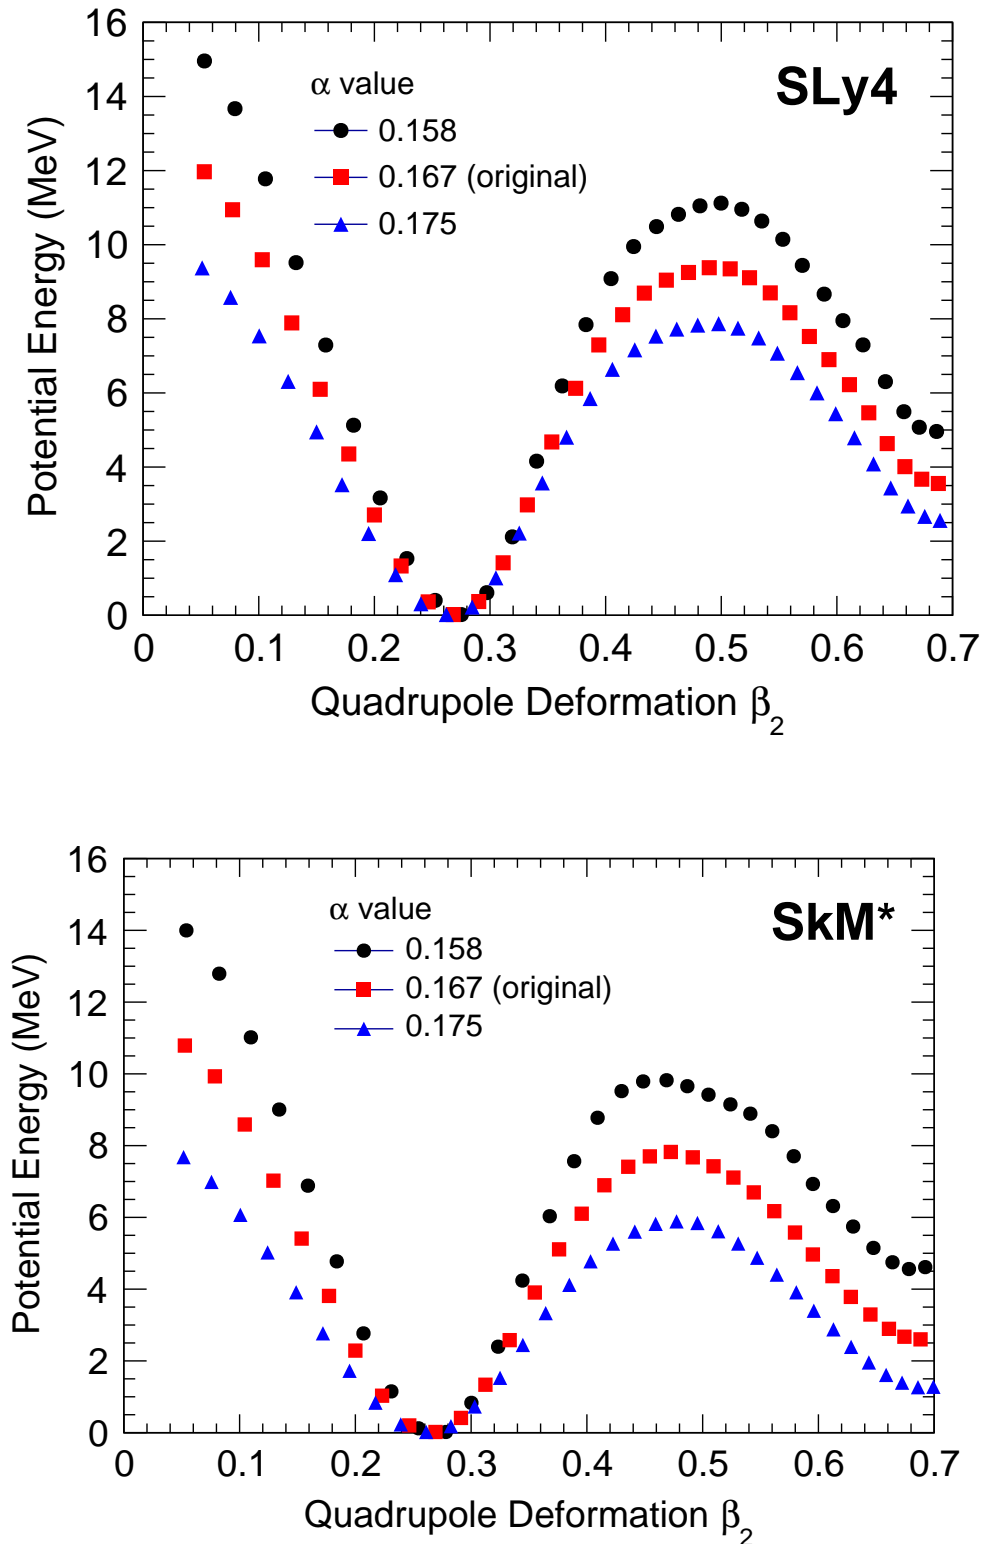 SLy4
α value
0.158
0.167 (original)
0.175
Potential Energy (MeV)
16
14
12
10
8
6
4
2
0
0 0.1 0.2 0.3 0.4 0.5 0.6 0.7
Quadrupole Deformation β2
SkM*
α value
0.158
0.167 (original)
0.175
Potential Energy (MeV)
16
14
12
10
8
6
4
2
0
0 0.1 0.2 0.3 0.4 0.5 0.6 0.7
Quadrupole Deformation β2